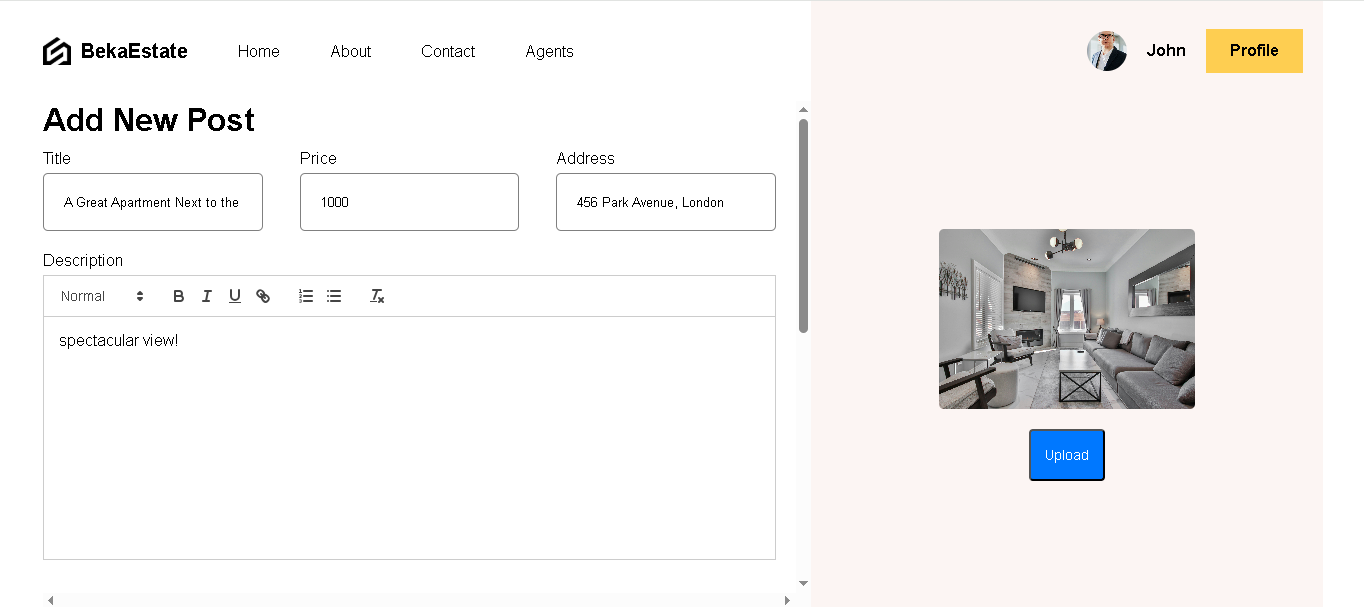 BekaEstate Home About Contact Agents John Profile
Add New Post
Title Price Address
A Great Apartment Next to the 1000 456 Park Avenue, London
Description
Normal B I U
spectacular view!
Upload